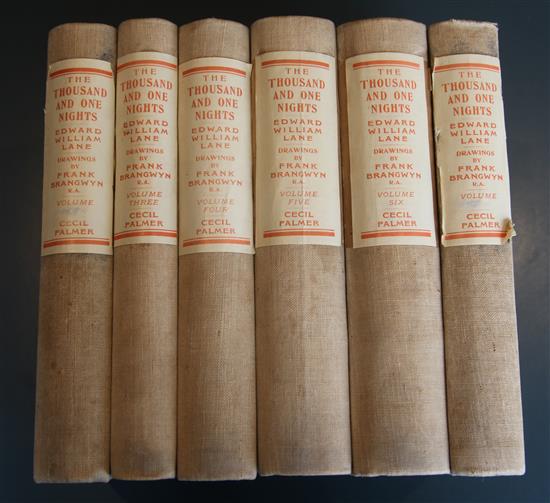 THE
THOUSAND
AND ONE
NIGHTS
EDWARD
WILLIAM
LANE
DRAWINGS
BY
FRANK
BRANGWYN
R.A.
VOLUME
CECIL
PALMER
THE
THOUSAND
AND ONE
NIGHTS
EDWARD
WILLIAM
LANE
DRAWINGS
BY
FRANK
BRANGWYN
R.A.
VOLUME
THREE
CECIL
PALMER
THE
THOUSAND
AND ONE
NIGHTS
EDWARD
WILLIAM
LANE
DRAWINGS
BY
FRANK
BRANGWYN
R.A.
VOLUME
FOUR
CECIL
PALMER
THE
THOUSAND
AND ONE
NIGHTS
EDWARD
WILLIAM
LANE
DRAWINGS
BY
FRANK
BRANGWYN
R.A.
VOLUME
FIVE
CECIL
PALMER
THE
THOUSAND
AND ONE
NIGHTS
EDWARD
WILLIAM
LANE
DRAWINGS
BY
FRANK
BRANGWYN
R.A.
VOLUME
SIX
CECIL
PALMER
THE
THOUSAND
AND ONE
NIGHTS
EDWARD
WILLIAM
LANE
DRAWINGS
BY
FRANK
BRANGWYN
R.A.
VOLUME
CECIL
PALMER